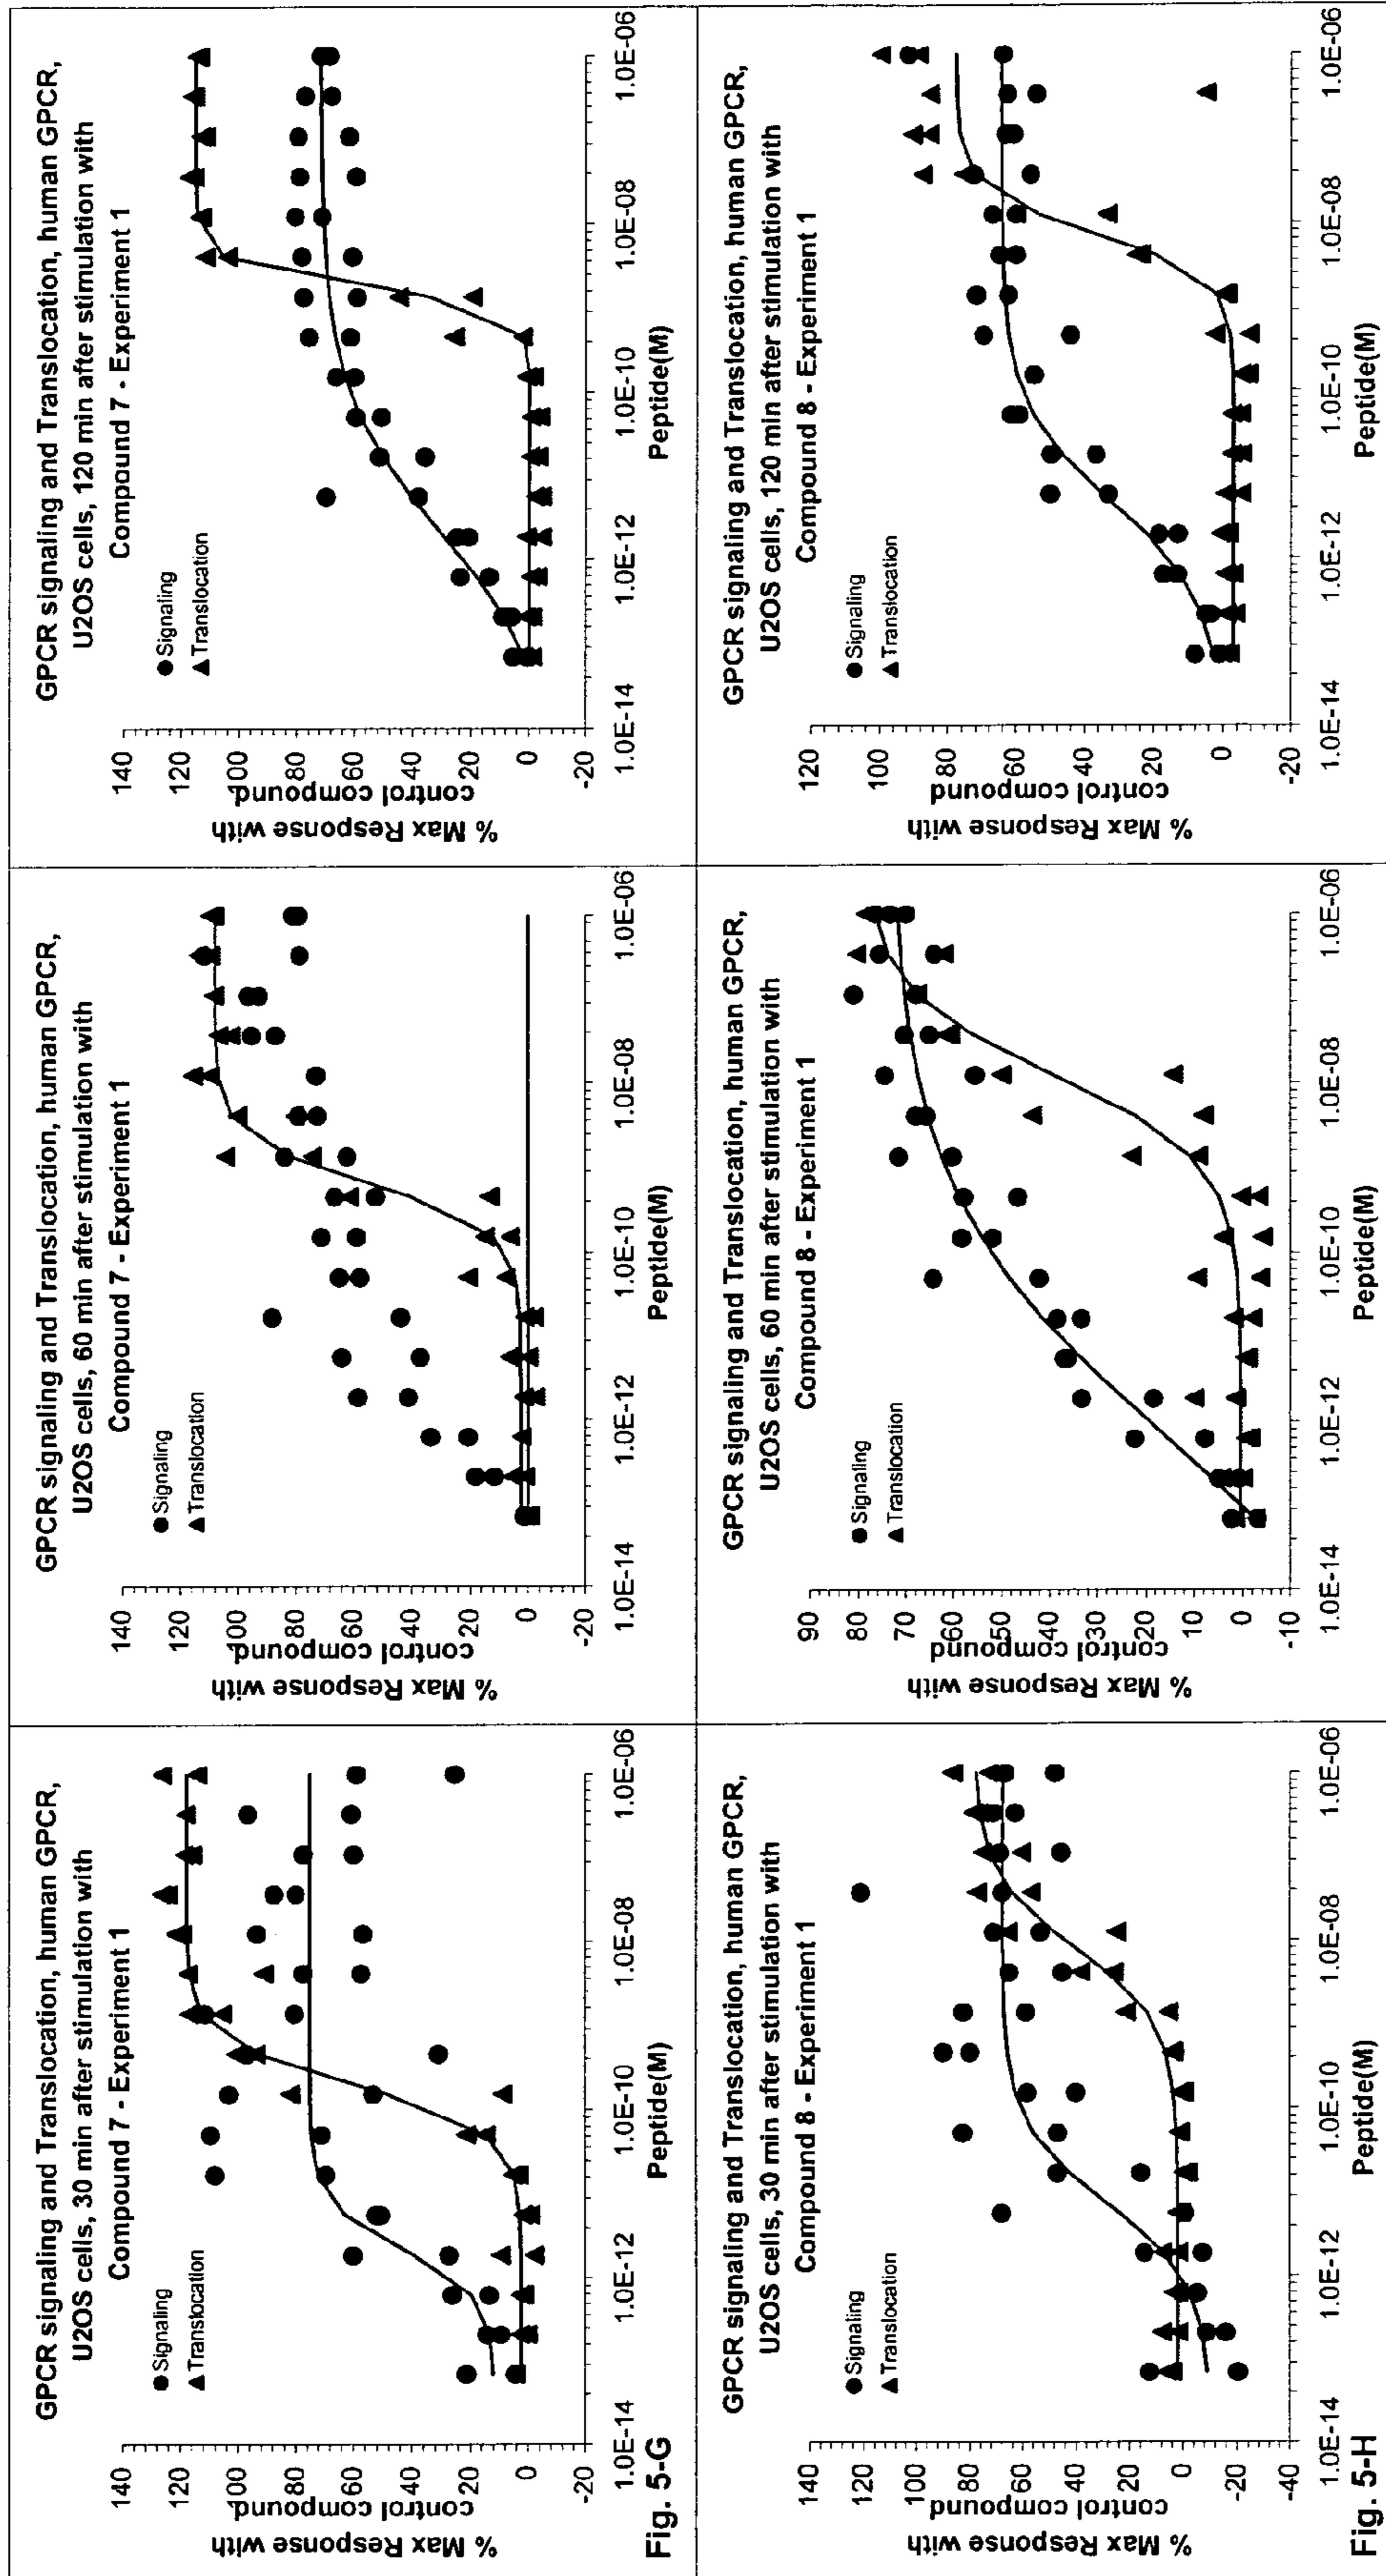 GPCR signaling and Translocation, human GPCR,
U2OS cells, 30 min after stimulation with
Compound 7 - Experiment 1
Signaling
Translocation
% Max Response with
control compound
140
120
100
80
60
40
20
0
-20
1.0E-14
1.0E-12
1.0E-10
1.0E-08
1.0E-06
Peptide(M)
Fig. 5-G
GPCR signaling and Translocation, human GPCR,
U2OS cells, 60 min after stimulation with
Compound 7 - Experiment 1
Signaling
Translocation
% Max Response with
control compound
140
120
100
80
60
40
20
0
-20
1.0E-14
1.0E-12
1.0E-10
1.0E-08
1.0E-06
Peptide(M)
GPCR signaling and Translocation, human GPCR,
U2OS cells, 120 min after stimulation with
Compound 7 - Experiment 1
Signaling
Translocation
% Max Response with
control compound
140
120
100
80
60
40
20
0
-20
1.0E-14
1.0E-12
1.0E-10
1.0E-08
1.0E-06
Peptide(M)
GPCR signaling and Translocation, human GPCR,
U2OS cells, 30 min after stimulation with
Compound 8 - Experiment 1
Signaling
Translocation
% Max Response with
control compound
140
120
100
80
60
40
20
0
-20
-40
1.0E-14
1.0E-12
1.0E-10
1.0E-08
1.0E-06
Peptide(M)
Fig. 5-H
GPCR signaling and Translocation, human GPCR,
U2OS cells, 60 min after stimulation with
Compound 8 - Experiment 1
Signaling
Translocation
% Max Response with
control compound
90
80
70
60
50
40
30
20
10
0
-10
1.0E-14
1.0E-12
1.0E-10
1.0E-08
1.0E-06
Peptide(M)
GPCR signaling and Translocation, human GPCR,
U2OS cells, 120 min after stimulation with
Compound 8 - Experiment 1
Signaling
Translocation
% Max Response with
control compound
120
100
80
60
40
20
0
-20
1.0E-14
1.0E-12
1.0E-10
1.0E-08
1.0E-06
Peptide(M)